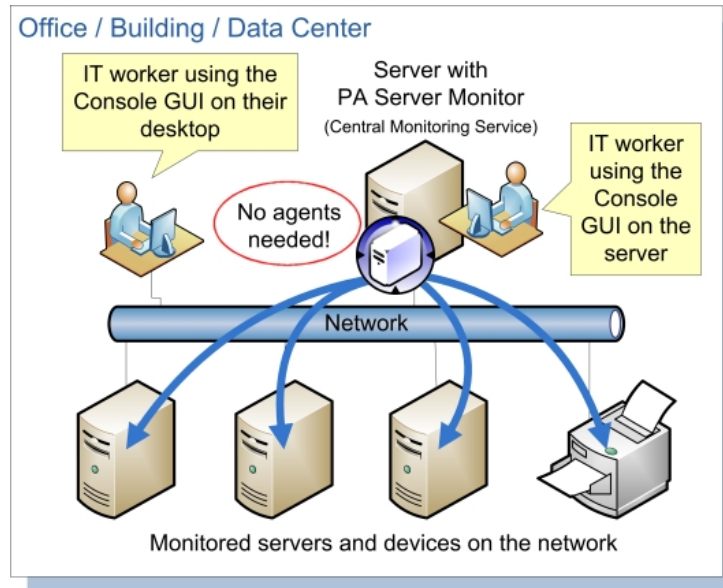 Office / Building / Data Center
IT worker using the
Console GUI on their
desktop
Server with
PA Server Monitor
(Central Monitoring Service)
IT worker
using the
Console
GUI on the
server
No agents
needed!
Network
Monitored servers and devices on the network